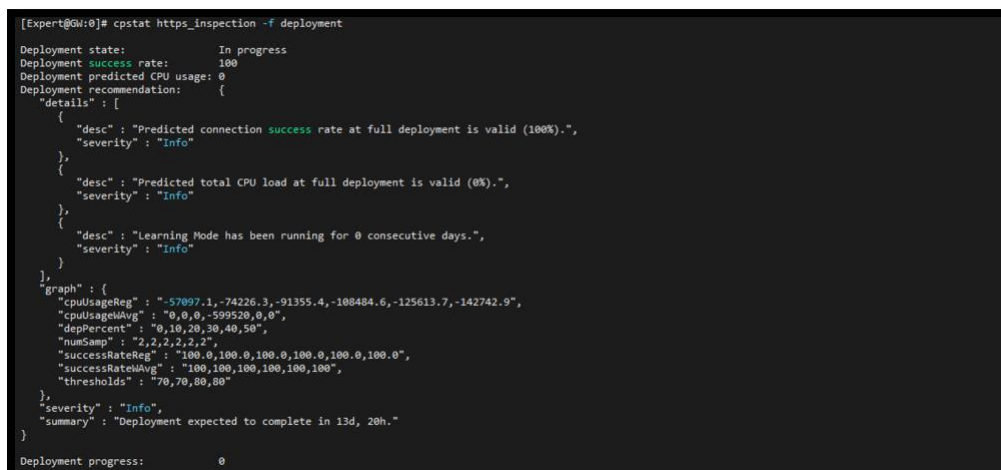 [Expert@GW:0]# cpstat https_inspection -f deployment
Deployment state: In progress
Deployment success rate: 100
Deployment predicted CPU usage: 0
Deployment recommendation: {
"details" : [
{
"desc" : "Predicted connection success rate at full deployment is valid (100%).",
"severity" : "Info"
},
{
"desc" : "Predicted total CPU load at full deployment is valid (0%).",
"severity" : "Info"
},
{
"desc" : "Learning Mode has been running for 0 consecutive days.",
"severity" : "Info"
}
],
"graph" : {
"cpuUsageReg" : "-57097.1,-74226.3,-91355.4,-108484.6,-125613.7,-142742.9",
"cpuUsageWAvg" : "0,0,0,-599520,0,0",
"depPercent" : "0,10,20,30,40,50",
"numSamp" : "2,2,2,2,2,2",
"successRateReg" : "100.0,100.0,100.0,100.0,100.0,100.0",
"successRateWAvg" : "100,100,100,100,100,100",
"thresholds" : "70,70,80,80"
},
"severity" : "Info",
"summary" : "Deployment expected to complete in 13d, 20h."
}
Deployment progress: 0